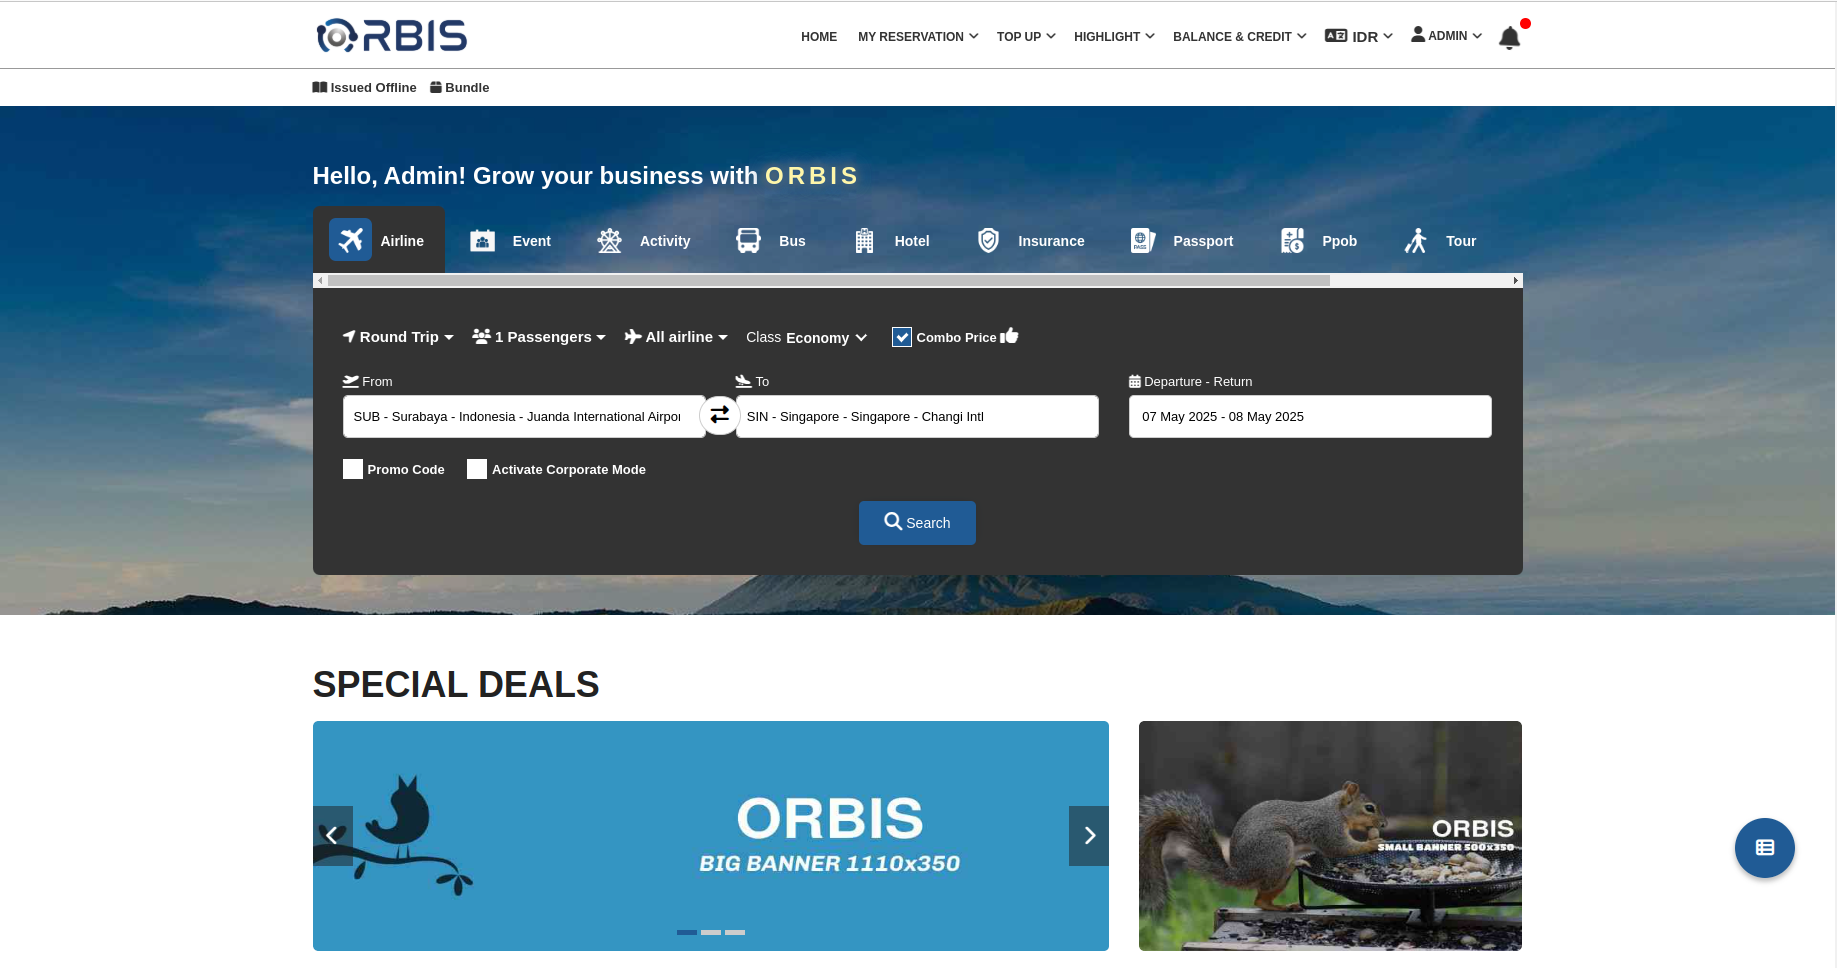 ORBIS
HOME MY RESERVATION TOP UP HIGHLIGHT BALANCE & CREDIT IDR ADMIN
Issued Offline Bundle
Hello, Admin! Grow your business with ORBIS
Airline Event Activity Bus Hotel Insurance Passport Ppob Tour
Round Trip 1 Passengers All airline Class Economy Combo Price
From To Departure - Return
SUB - Surabaya - Indonesia - Juanda International Airpor SIN - Singapore - Singapore - Changi Intl 07 May 2025 - 08 May 2025
Promo Code Activate Corporate Mode
Search
SPECIAL DEALS
ORBIS
BIG BANNER 1110x350
ORBIS
SMALL BANNER 500x350